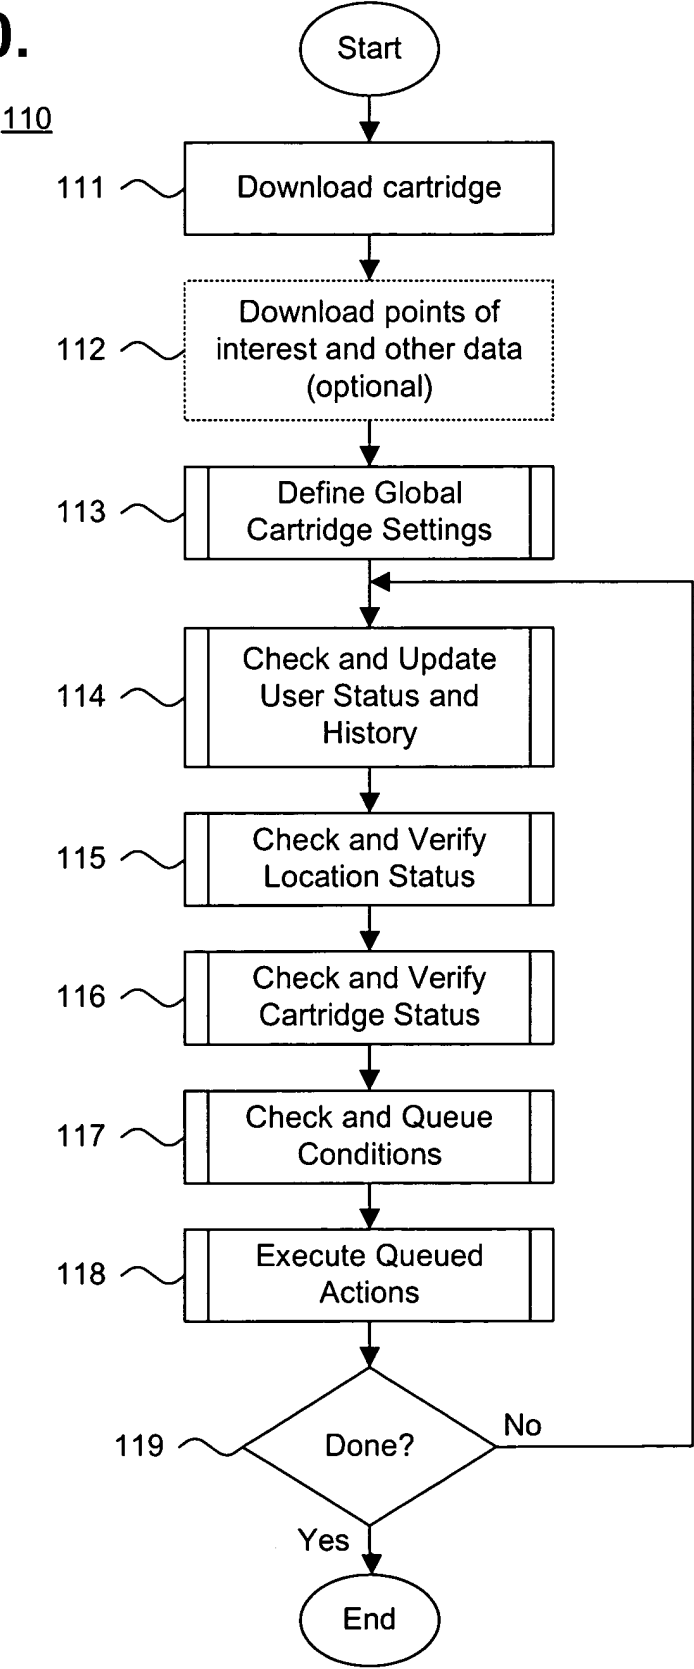 0.
110
Start
111
Download cartridge
112
Download points of
interest and other data
(optional)
113
Define Global
Cartridge Settings
114
Check and Update
User Status and
History
115
Check and Verify
Location Status
116
Check and Verify
Cartridge Status
117
Check and Queue
Conditions
118
Execute Queued
Actions
119
Done?
No
Yes
End